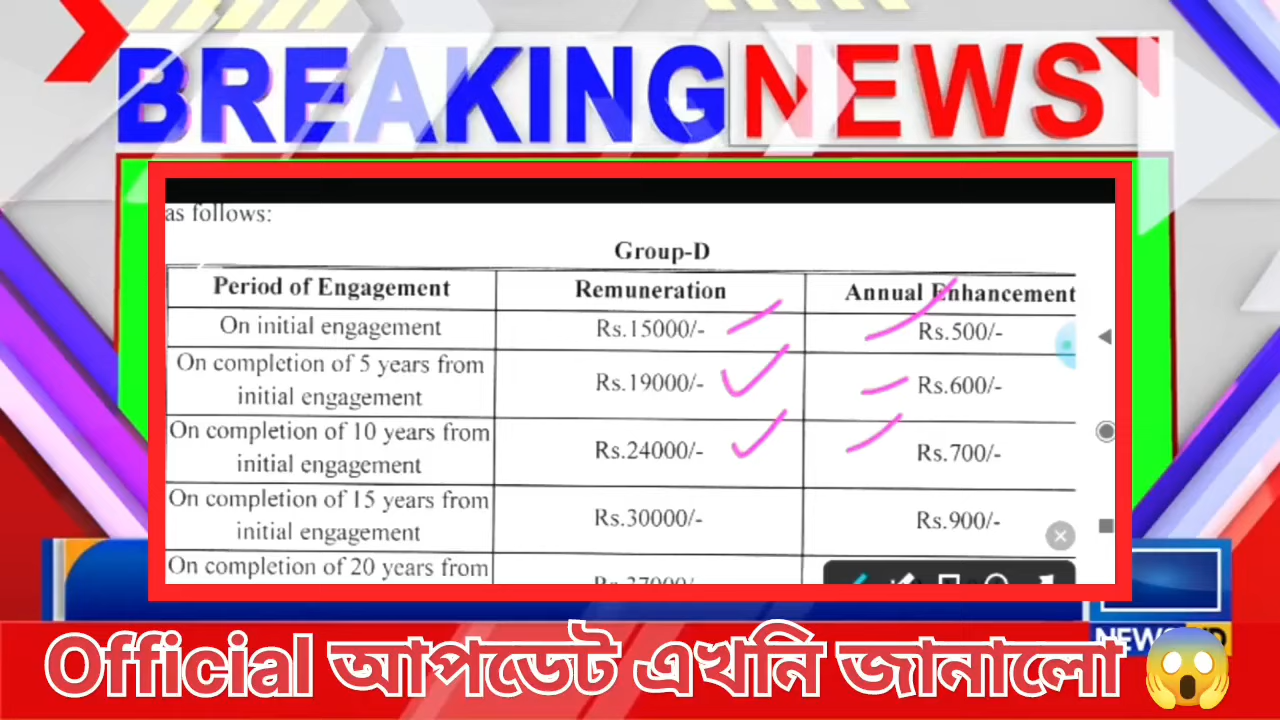 BREAKING NEWS
as follows:
Group-D
Period of Engagement Remuneration Annual Enhancement
On initial engagement Rs.15000/- Rs.500/-
On completion of 5 years from
initial engagement Rs.19000/- Rs.600/-
On completion of 10 years from
initial engagement Rs.24000/- Rs.700/-
On completion of 15 years from
initial engagement Rs.30000/- Rs.900/-
On completion of 20 years from
NEWS
Official আপডেট এখনি জানালো